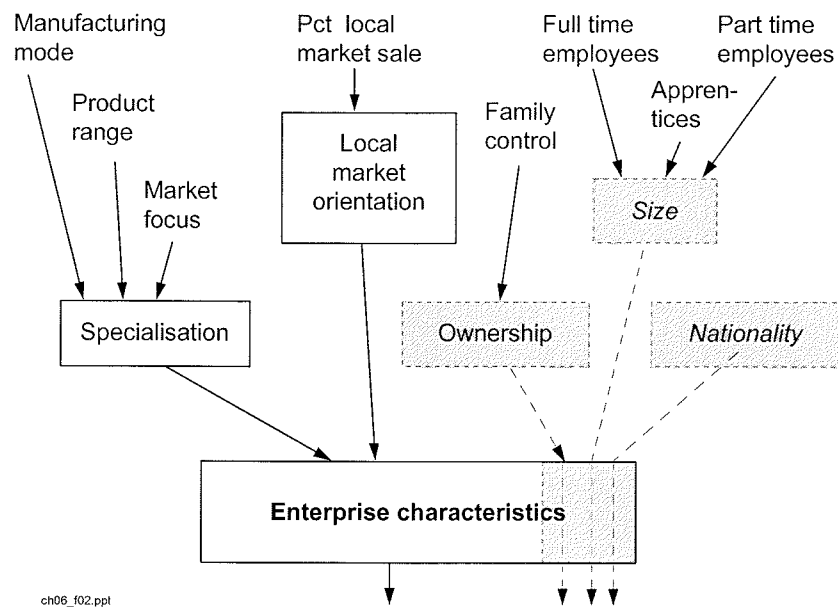 Manufacturing
mode
Product
range
Market
focus
Specialisation
Pct local
market sale
Local
market
orientation
Family
control
Ownership
Full time
employees
Appren-
tices
Part time
employees
Size
Nationality
Enterprise characteristics
ch06_f02.ppt